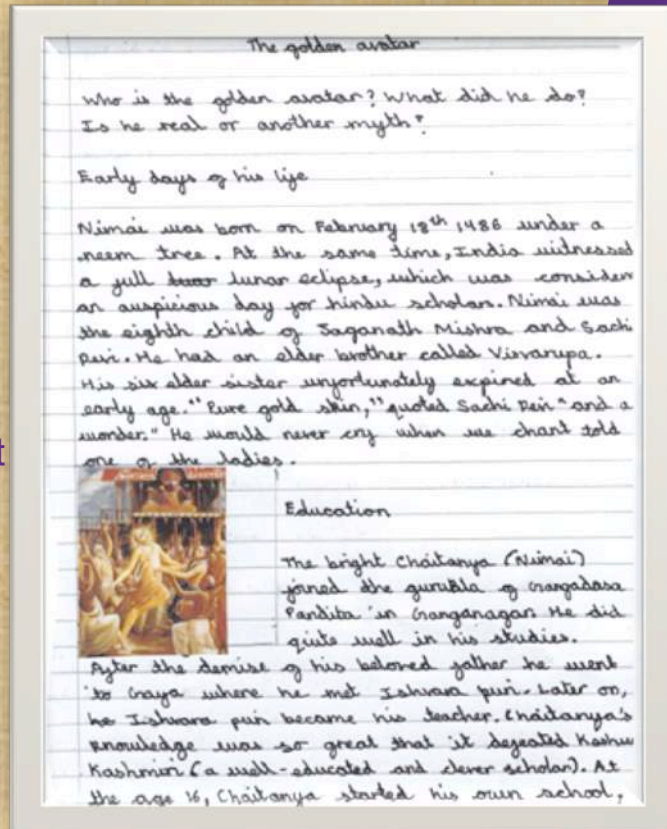 The golden avatar
Who is the golden avatar? What did he do?
Is he real or another myth?
Early days of his life
Nimai was born on February 18th 1486 under a
neem tree. At the same time, India witnessed
a full lunar eclipse, which was consider
an auspicious day for hindu scholars. Nimai was
the eighth child of Jaganath Mishra and Sachi
Devi. He had an elder brother called Visvarupa.
His six elder sister unfortunately expired at an
early age. "Pure gold skin," quoted Sachi Devi "and a
wonder." He would never cry when we chant told
one of the ladies.
t
Education
The bright Chaitanya (Nimai)
joined the of Gangadasa
Pandita in Ganganagar. He did
quite well in his studies.
After the demise of his beloved father he went
to Gaya where he met Ishvara puri. Later on,
he Ishvara puri became his teacher. Chaitanya's
knowledge was so great that it defeated
Kashmiri (a well-educated and clever scholar). At
the age 16, Chaitanya started his own school,